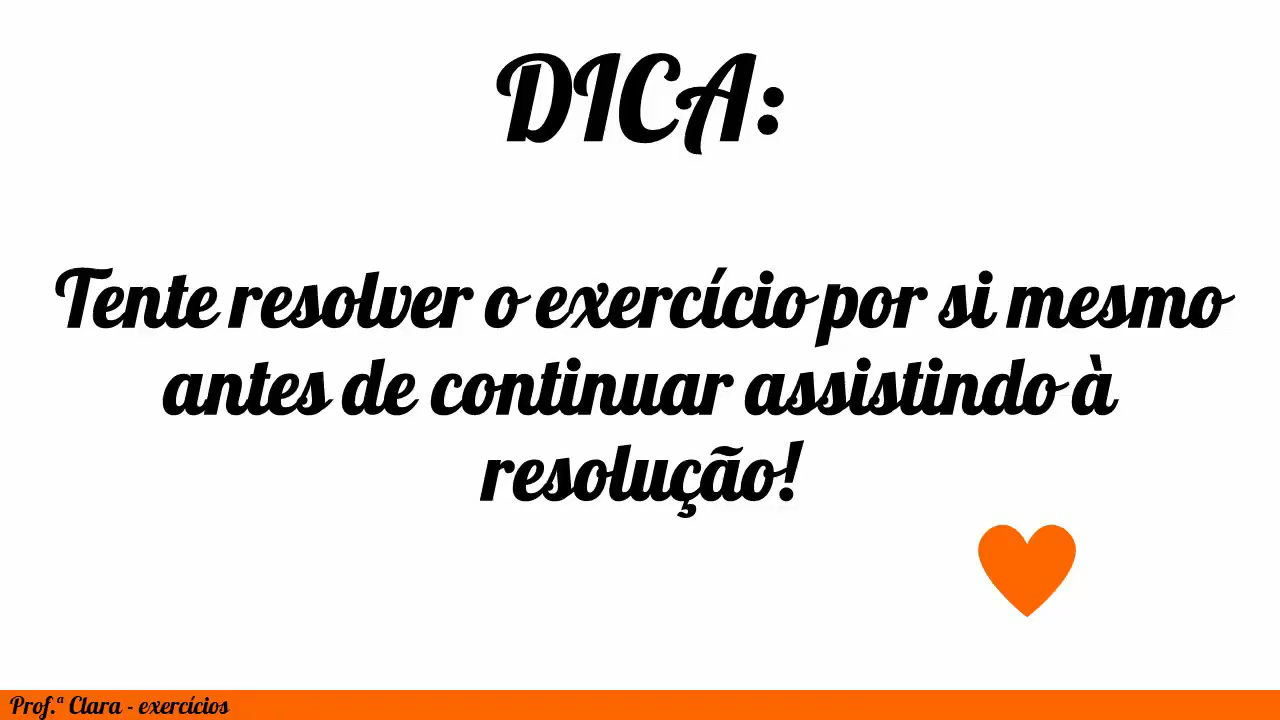 DICA:
Tente resolver o exercício por si mesmo
antes de continuar assistindo à
resolução!
Prof.ª Clara - exercícios